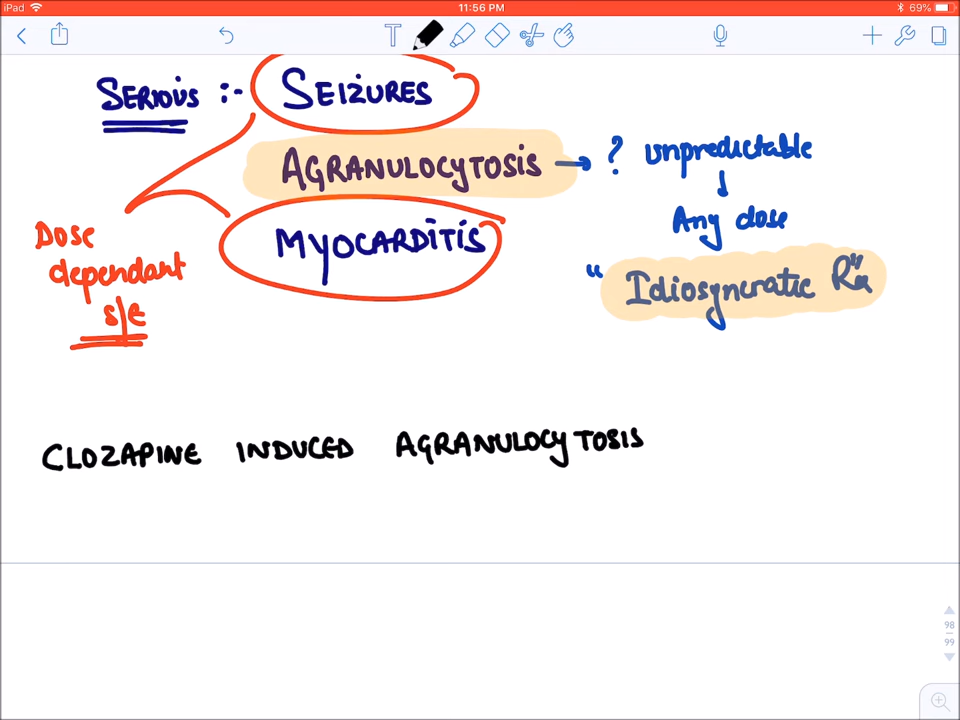 iPad 11:56 PM 69%
T
SERIOUS :- SEIZURES
AGRANULOCYTOSIS → ? unpredictable
↓
Any dose
MYOCARDITIS
Dose
dependant
s/e
"Idiosyncratic Rx"
CLOZAPINE INDUCED AGRANULOCYTOSIS
98
99